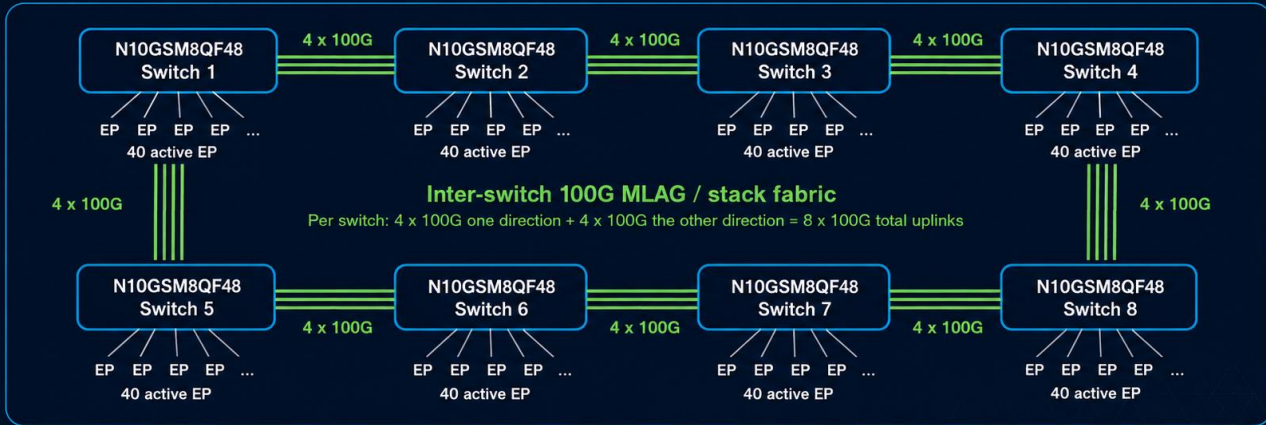 N10GSM8QF48
Switch 1
4 x 100G
N10GSM8QF48
Switch 2
4 x 100G
N10GSM8QF48
Switch 3
4 x 100G
N10GSM8QF48
Switch 4
EP EP EP EP ...
40 active EP
EP EP EP EP ...
40 active EP
EP EP EP EP ...
40 active EP
EP EP EP EP ...
40 active EP
4 x 100G
Inter-switch 100G MLAG / stack fabric
Per switch: 4 x 100G one direction + 4 x 100G the other direction = 8 x 100G total uplinks
4 x 100G
N10GSM8QF48
Switch 5
4 x 100G
N10GSM8QF48
Switch 6
4 x 100G
N10GSM8QF48
Switch 7
4 x 100G
N10GSM8QF48
Switch 8
EP EP EP EP ...
40 active EP
EP EP EP EP ...
40 active EP
EP EP EP EP ...
40 active EP
EP EP EP EP ...
40 active EP